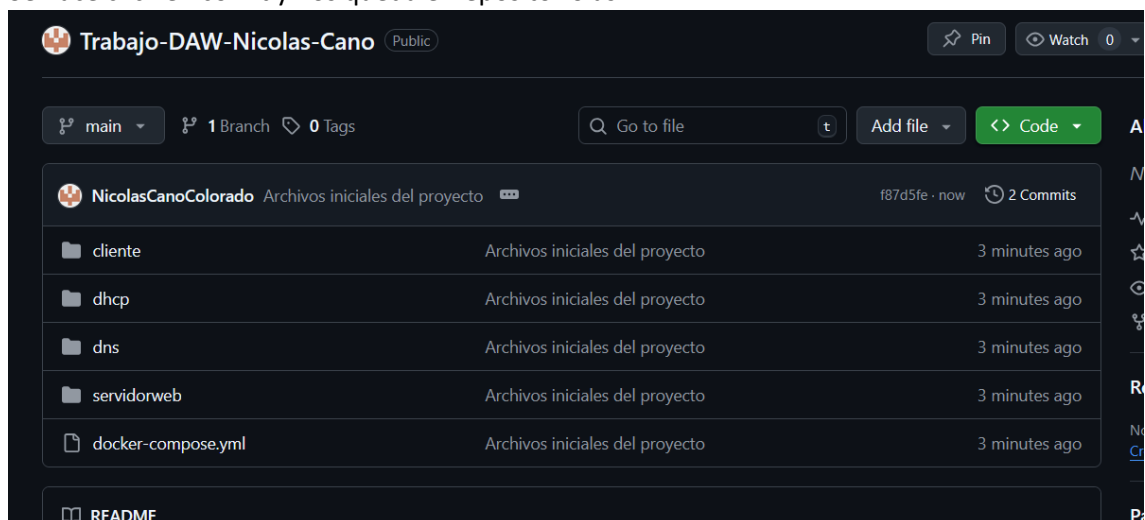 Trabajo-DAW-Nicolas-Cano Public
Pin
Watch 0
main
1 Branch
0 Tags
Go to file t
Add file
Code
NicolasCanoColorado Archivos iniciales del proyecto
f87d5fe · now
2 Commits
cliente Archivos iniciales del proyecto 3 minutes ago
dhcp Archivos iniciales del proyecto 3 minutes ago
dns Archivos iniciales del proyecto 3 minutes ago
servidorweb Archivos iniciales del proyecto 3 minutes ago
docker-compose.yml Archivos iniciales del proyecto 3 minutes ago
README